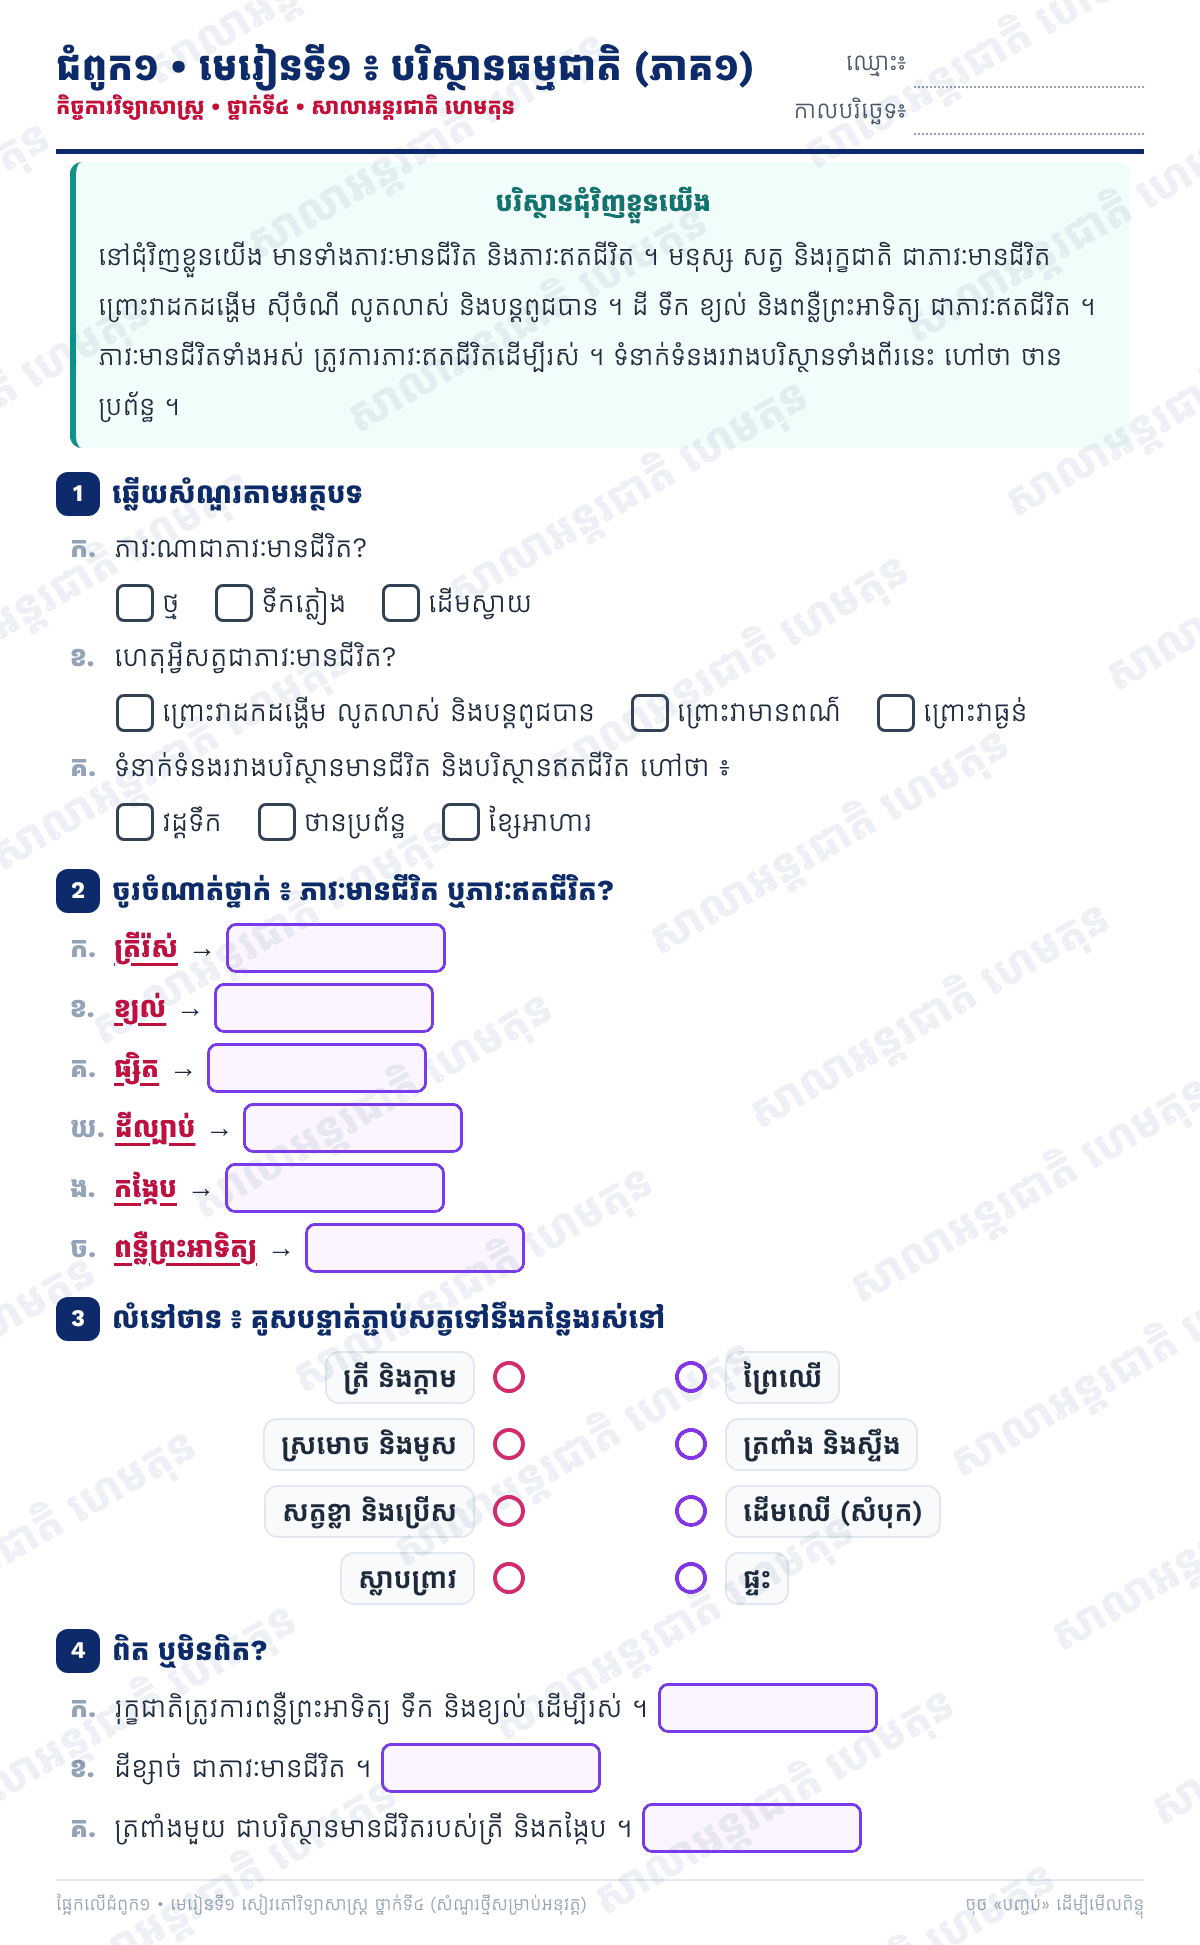 ជំពូក១ • មេរៀនទី១ ៖ បរិស្ថានធម្មជាតិ (ភាគ១)
ឈ្មោះ៖
កិច្ចការវិទ្យាសាស្ត្រ • ថ្នាក់ទី៤ • សាលាអន្តរជាតិ ហេមតុន
កាលបរិច្ឆេទ៖
បរិស្ថានជុំវិញខ្លួនយើង
នៅជុំវិញខ្លួនយើង មានទាំងភាវៈមានជីវិត និងភាវៈឥតជីវិត ។ មនុស្ស សត្វ និងរុក្ខជាតិ ជាភាវៈមានជីវិត
ព្រោះវាដកដង្ហើម ស៊ីចំណី លូតលាស់ និងបន្តពូជបាន ។ ដី ទឹក ខ្យល់ និងពន្លឺព្រះអាទិត្យ ជាភាវៈឥតជីវិត ។
ភាវៈមានជីវិតទាំងអស់ ត្រូវការភាវៈឥតជីវិតដើម្បីរស់ ។ ទំនាក់ទំនងរវាងបរិស្ថានទាំងពីរនេះ ហៅថា ថាន
ប្រព័ន្ធ ។
1 ឆ្លើយសំណួរតាមអត្ថបទ
ក. ភាវៈណាជាភាវៈមានជីវិត?
ថ្ម ទឹកភ្លៀង ដើមស្វាយ
ខ. ហេតុអ្វីសត្វជាភាវៈមានជីវិត?
ព្រោះវាដកដង្ហើម លូតលាស់ និងបន្តពូជបាន ព្រោះវាមានពណ៌ ព្រោះវាធ្ងន់
គ. ទំនាក់ទំនងរវាងបរិស្ថានមានជីវិត និងបរិស្ថានឥតជីវិត ហៅថា ៖
វដ្តទឹក ថានប្រព័ន្ធ ខ្សែអាហារ
2 ចូរចំណាត់ថ្នាក់ ៖ ភាវៈមានជីវិត ឬភាវៈឥតជីវិត?
ក. ត្រីរ៉ស់ →
ខ. ខ្យល់ →
គ. ផ្សិត →
ឃ. ដីល្បាប់ →
ង. កង្កែប →
ច. ពន្លឺព្រះអាទិត្យ →
3 លំនៅថាន ៖ គូសបន្ទាត់ភ្ជាប់សត្វទៅនឹងកន្លែងរស់នៅ
ត្រី និងក្តាម ព្រៃឈើ
ស្រមោច និងមូស ត្រពាំង និងស្ទឹង
សត្វខ្លា និងប្រើស ដើមឈើ (សំបុក)
ស្លាបព្រាវ ផ្ទះ
4 ពិត ឬមិនពិត?
ក. រុក្ខជាតិត្រូវការពន្លឺព្រះអាទិត្យ ទឹក និងខ្យល់ ដើម្បីរស់ ។
ខ. ដីខ្សាច់ ជាភាវៈមានជីវិត ។
គ. ត្រពាំងមួយ ជាបរិស្ថានមានជីវិតរបស់ត្រី និងកង្កែប ។
ផ្អែកលើជំពូក១ • មេរៀនទី១ សៀវភៅវិទ្យាសាស្ត្រ ថ្នាក់ទី៤ (សំណួរថ្មីសម្រាប់អនុវត្ត)
ចុច «បញ្ចប់» ដើម្បីមើលពិន្ទុ